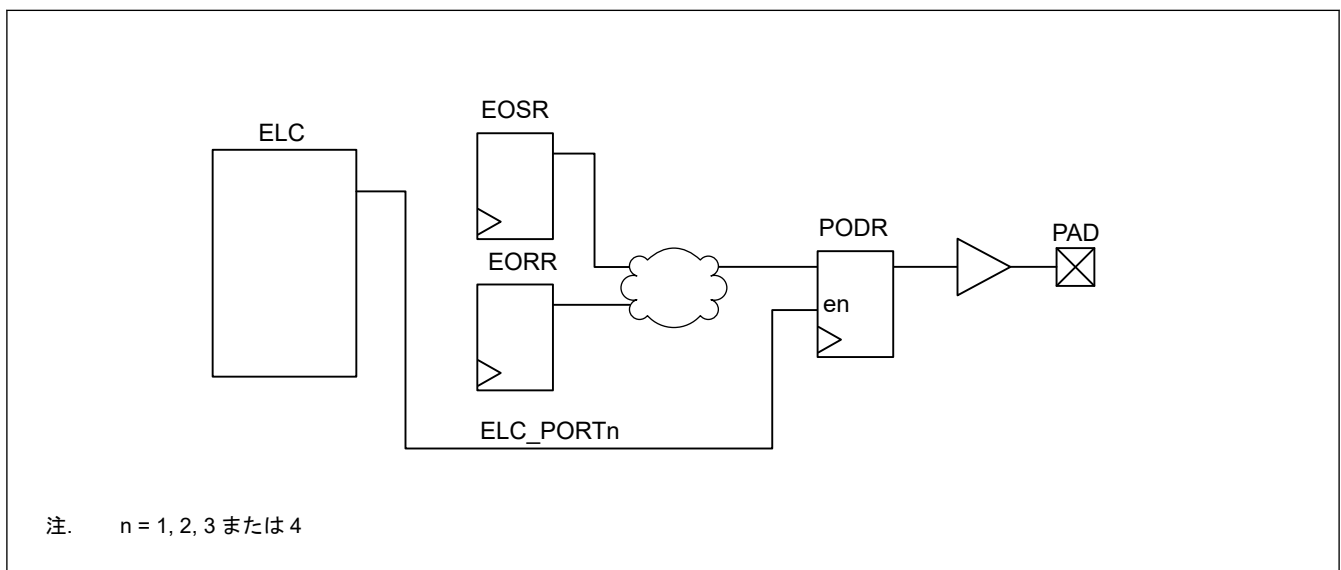 ELC
EOSR
EORR
PODR
PAD
en
ELC_PORTn
注. n = 1, 2, 3 または 4